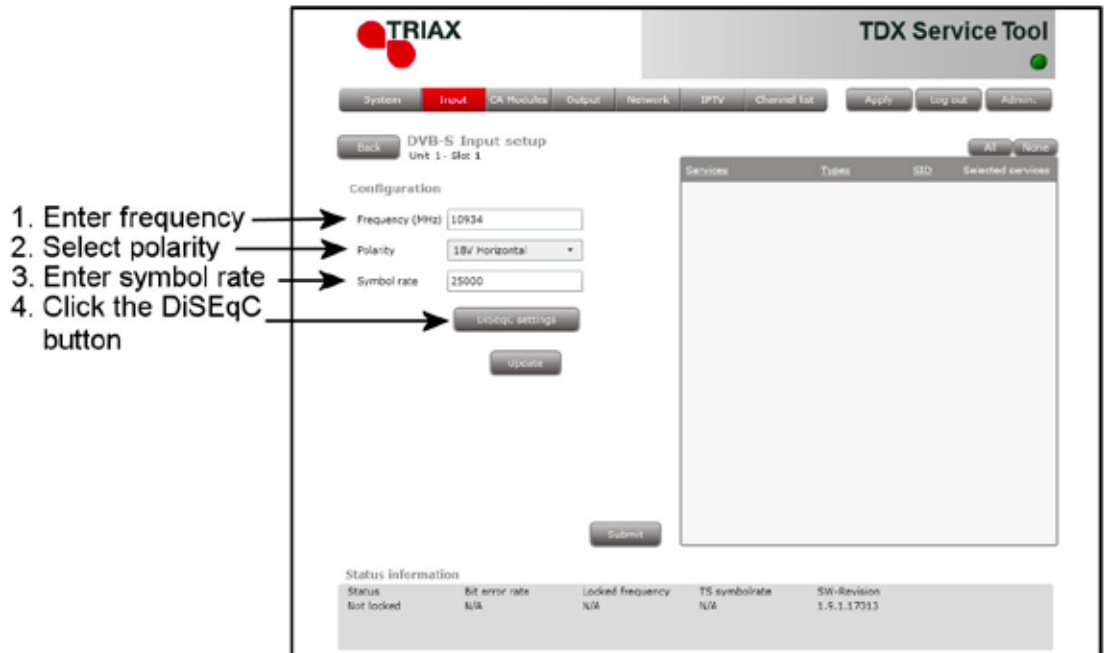 TRIAX
TDX Service Tool
System Input CA Modules Output Network IPTV Channel list Apply Log out Admin.
Back DVB-S Input setup
Unit 1 - Slot 1
All None
Services Types SID Selected services
Configuration
1. Enter frequency
Frequency (MHz) 10934
2. Select polarity
Polarity 18V Horizontal
3. Enter symbol rate
Symbol rate 25000
4. Click the DiSEqC
button
DiSEqC settings
Update
Submit
Status information
Status Bit error rate Locked frequency TS symbolrate SW-Revision
Not locked N/A N/A N/A 1.9.1.17013